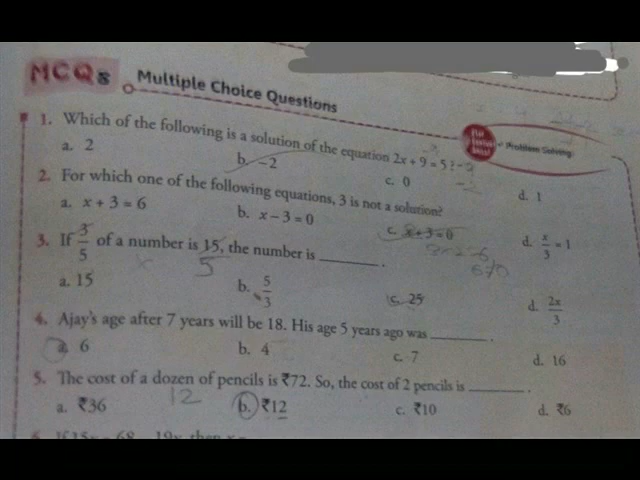 MCQs Multiple Choice Questions
Problem Solving
1. Which of the following is a solution of the equation 2x + 9 = 5?
a. 2 b. −2 c. 0 d. 1
2. For which one of the following equations, 3 is not a solution?
a. x + 3 = 6 b. x − 3 = 0 c. x + 3 = 0 d. x/3 = 1
3. If 3/5 of a number is 15, the number is ______.
a. 15 b. 5/3 c. 25 d. 2x/3
4. Ajay's age after 7 years will be 18. His age 5 years ago was ______.
a. 6 b. 4 c. 7 d. 16
5. The cost of a dozen of pencils is ₹72. So, the cost of 2 pencils is ______.
a. ₹36 b. ₹12 c. ₹10 d. ₹6
12